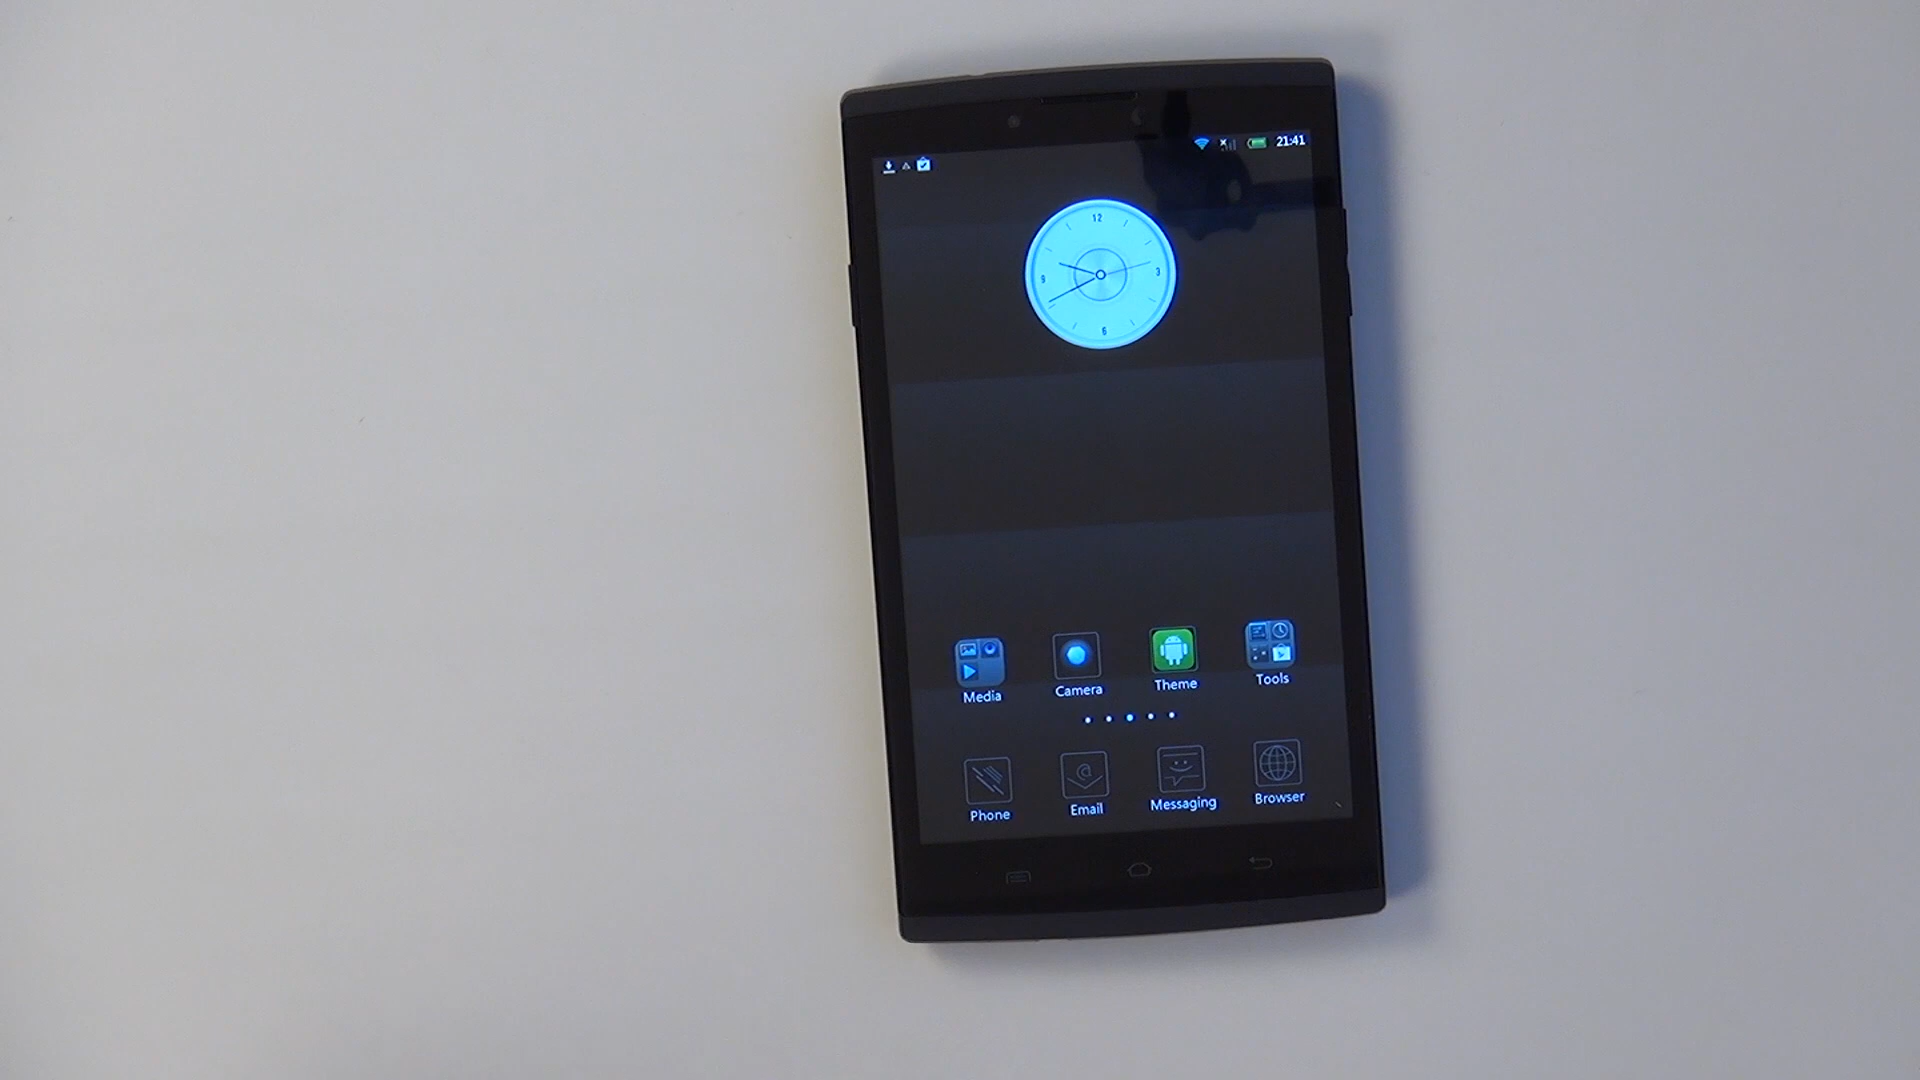 21:41
12
9
3
6
Media
Camera
Theme
Tools
Phone
Email
Messaging
Browser